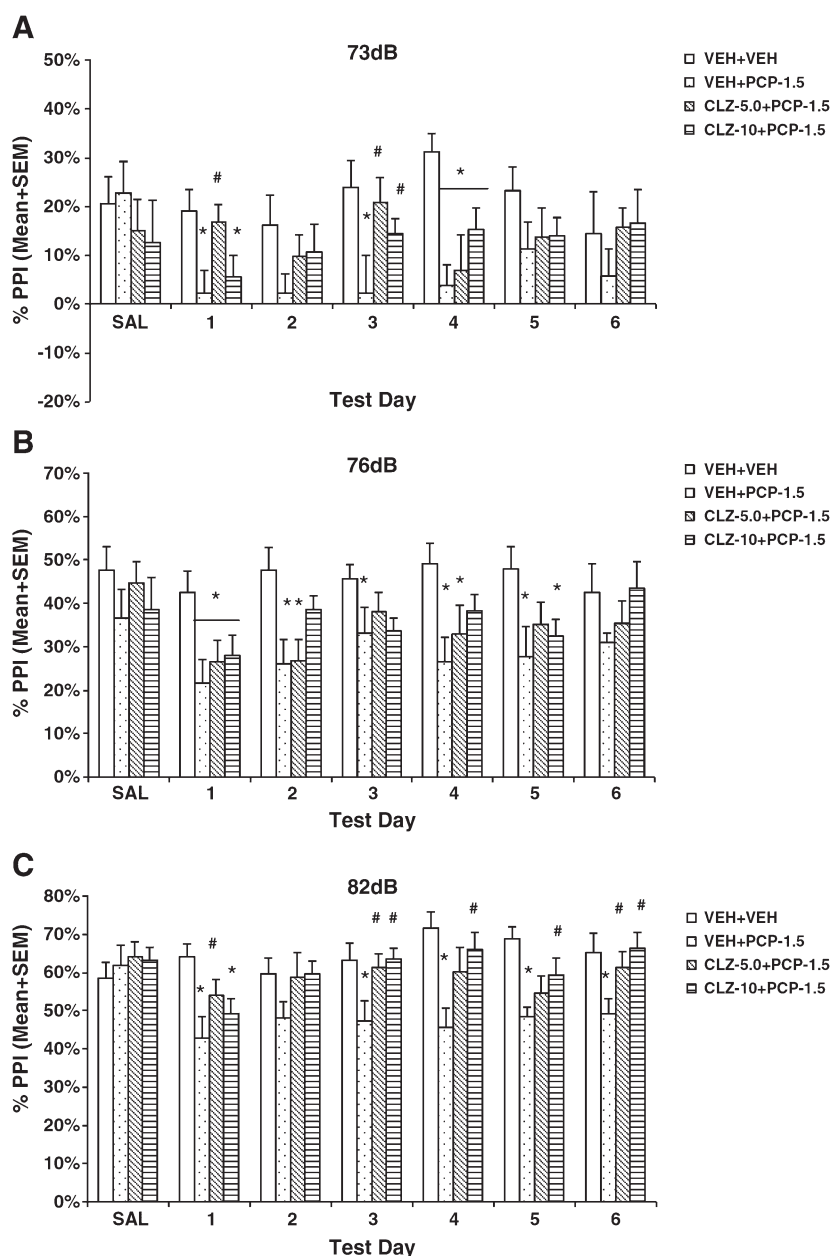 A
73dB
50%
40%
30%
20%
10%
0%
-10%
-20%
% PPI (Mean+SEM)
# * * # * # *
SAL 1 2 3 4 5 6
Test Day
VEH+VEH
VEH+PCP-1.5
CLZ-5.0+PCP-1.5
CLZ-10+PCP-1.5
B
76dB
70%
60%
50%
40%
30%
20%
10%
0%
% PPI (Mean+SEM)
* * * * * * * *
SAL 1 2 3 4 5 6
Test Day
VEH+VEH
VEH+PCP-1.5
CLZ-5.0+PCP-1.5
CLZ-10+PCP-1.5
C
82dB
80%
70%
60%
50%
40%
30%
20%
10%
0%
% PPI (Mean+SEM)
* # * * # # * # * # * # #
SAL 1 2 3 4 5 6
Test Day
VEH+VEH
VEH+PCP-1.5
CLZ-5.0+PCP-1.5
CLZ-10+PCP-1.5